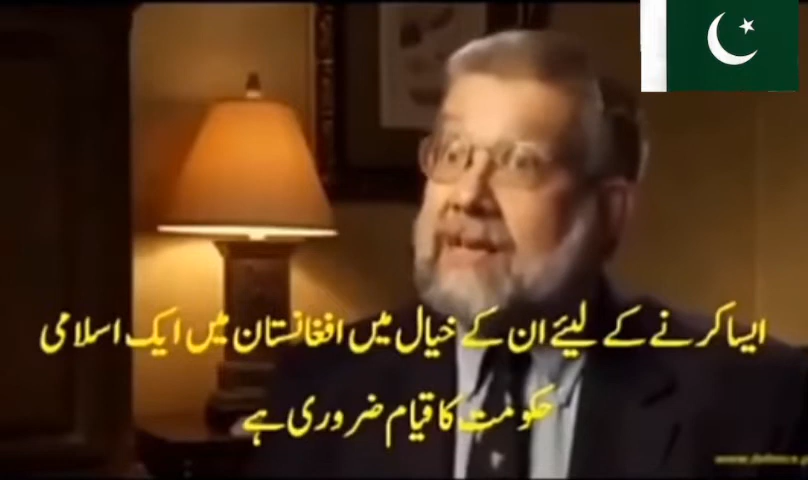 ایسا کرنے کے لیئے ان کے خیال میں افغانستان میں ایک اسلامی
حکومت کا قیام ضروری ہے